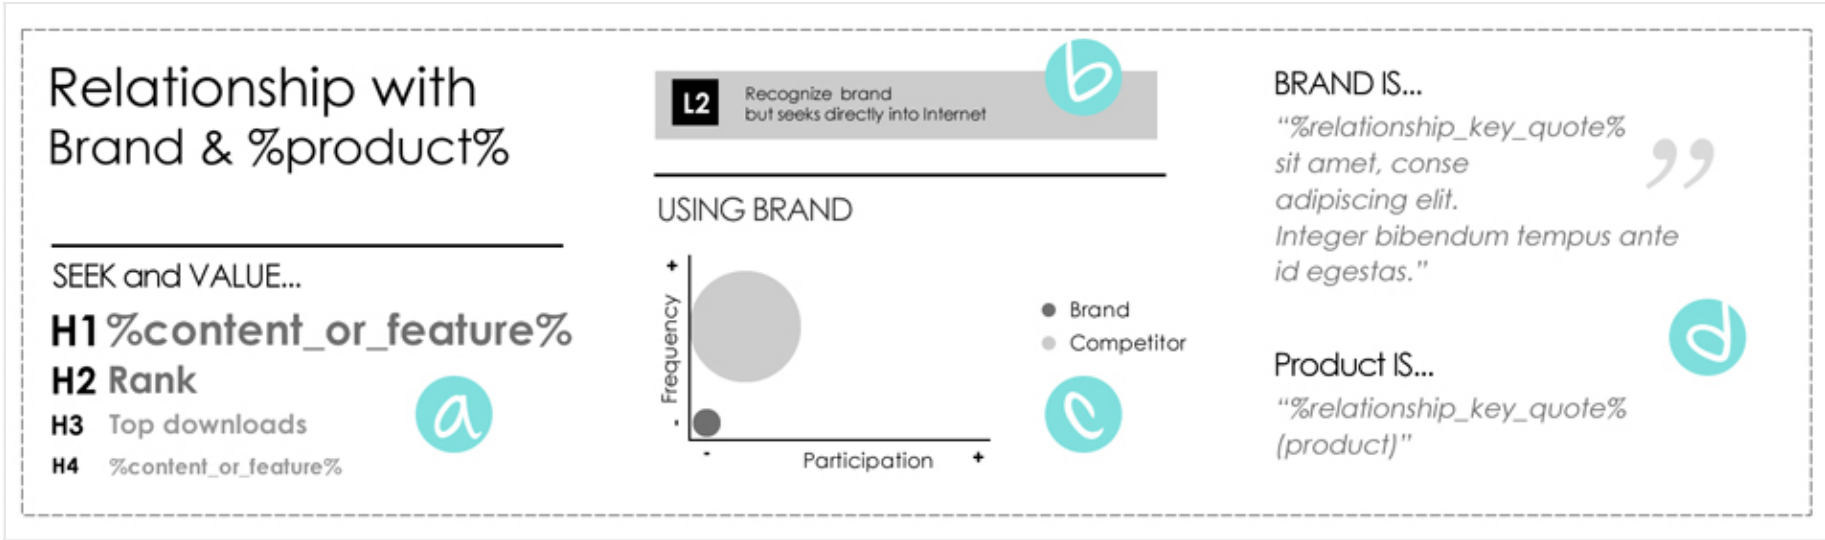 Relationship with
Brand & %product%
SEEK and VALUE...
H1 %content_or_feature%
H2 Rank
H3 Top downloads
H4 %content_or_feature%
a
L2
Recognize brand
but seeks directly into Internet
b
USING BRAND
+
Frequency
-
-
Participation
+
Brand
Competitor
c
BRAND IS...
“%relationship_key_quote%
sit amet, conse
adipiscing elit.
Integer bibendum tempus ante
id egestas.”
”
d
Product IS...
“%relationship_key_quote%
(product)”